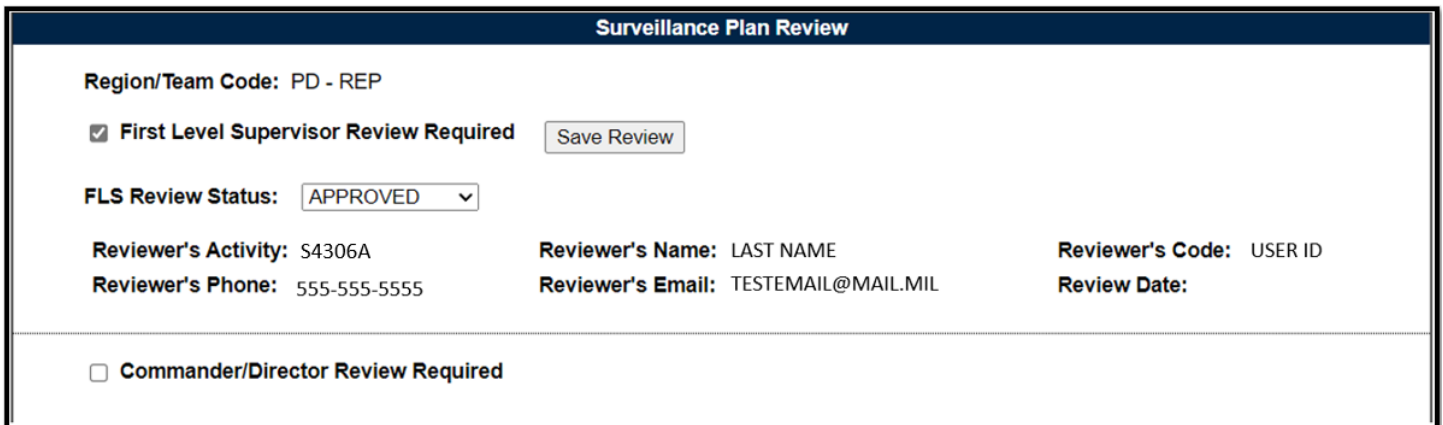 Surveillance Plan Review
Region/Team Code: PD - REP
First Level Supervisor Review Required Save Review
FLS Review Status: APPROVED
Reviewer's Activity: S4306A Reviewer's Name: LAST NAME Reviewer's Code: USER ID
Reviewer's Phone: 555-555-5555 Reviewer's Email: TESTEMAIL@MAIL.MIL Review Date:
Commander/Director Review Required